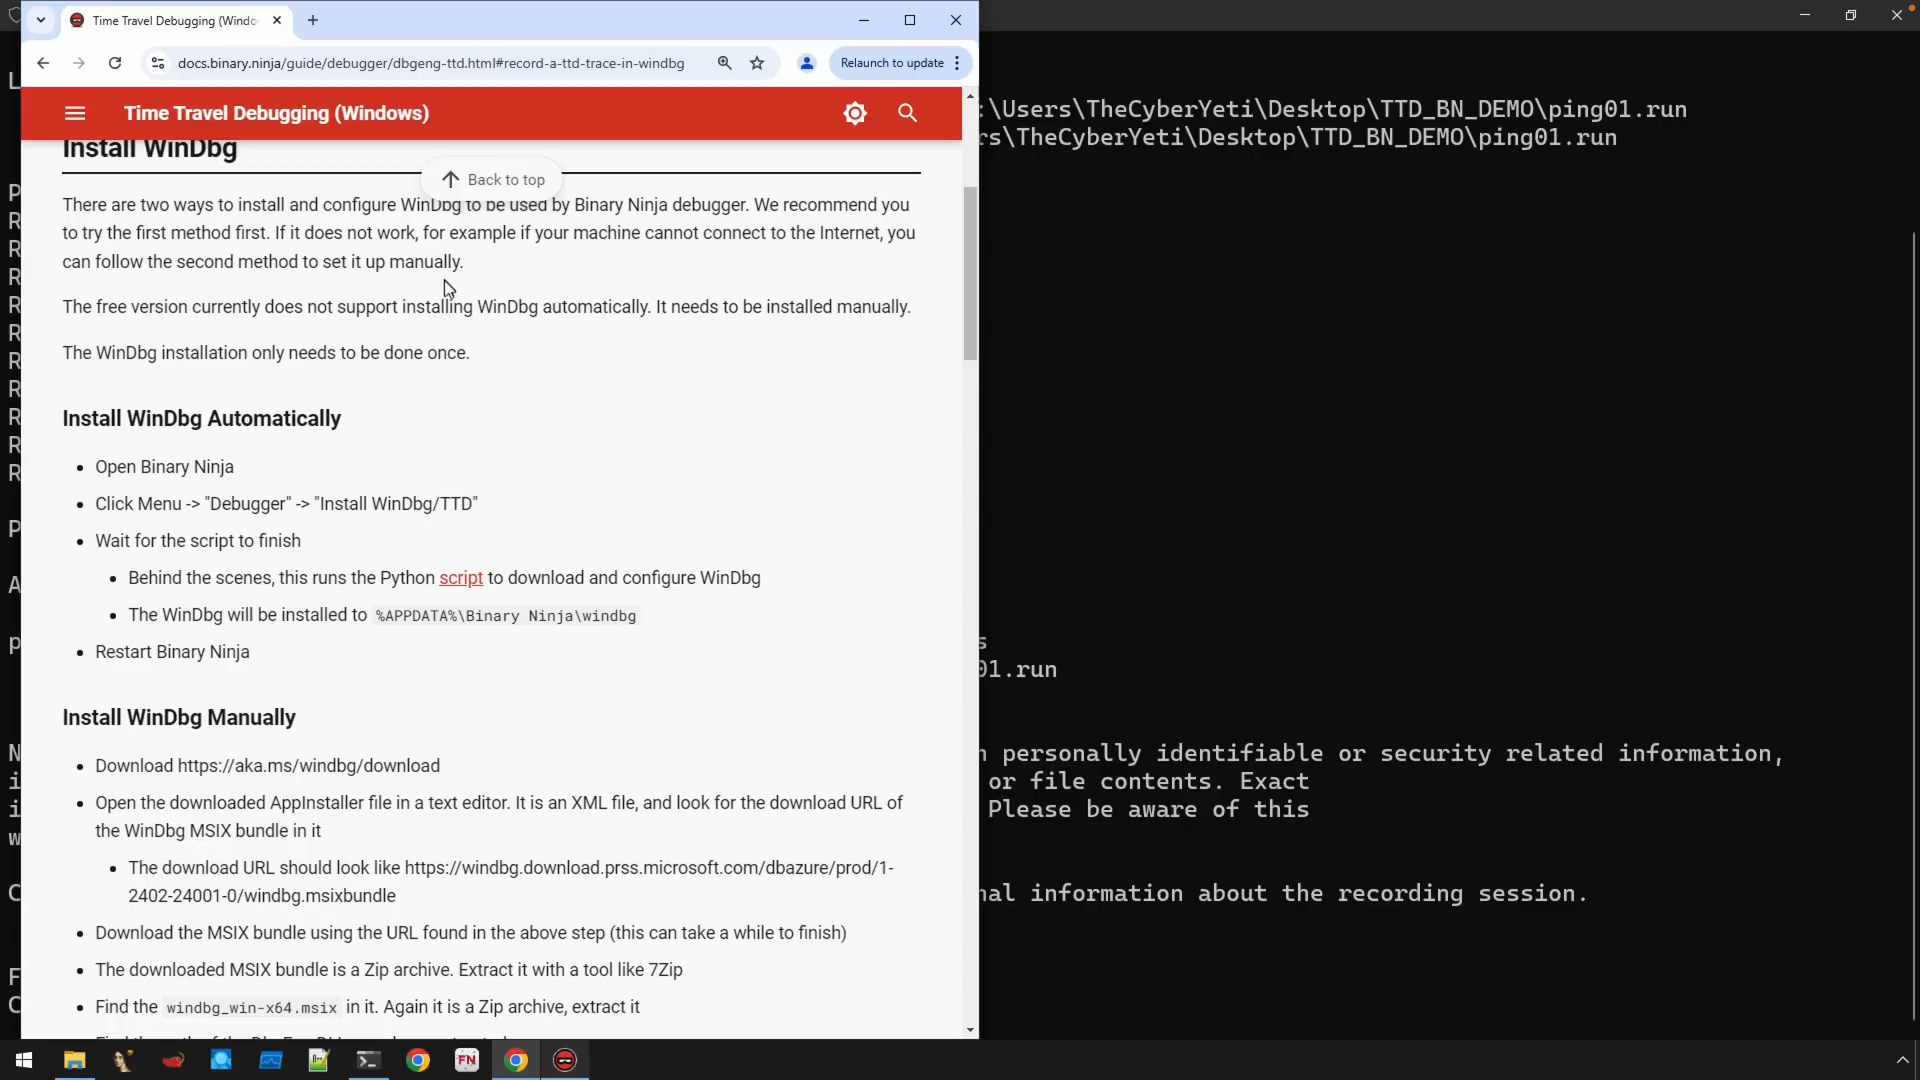 Time Travel Debugging (Windo
docs.binary.ninja/guide/debugger/dbgeng-ttd.html#record-a-ttd-trace-in-windbg
Relaunch to update
Time Travel Debugging (Windows)
Install WinDbg
Back to top
There are two ways to install and configure WinDbg to be used by Binary Ninja debugger. We recommend you
to try the first method first. If it does not work, for example if your machine cannot connect to the Internet, you
can follow the second method to set it up manually.
The free version currently does not support installing WinDbg automatically. It needs to be installed manually.
The WinDbg installation only needs to be done once.
Install WinDbg Automatically
Open Binary Ninja
Click Menu -> "Debugger" -> "Install WinDbg/TTD"
Wait for the script to finish
Behind the scenes, this runs the Python script to download and configure WinDbg
The WinDbg will be installed to %APPDATA%\Binary Ninja\windbg
Restart Binary Ninja
Install WinDbg Manually
Download https://aka.ms/windbg/download
Open the downloaded AppInstaller file in a text editor. It is an XML file, and look for the download URL of
the WinDbg MSIX bundle in it
The download URL should look like https://windbg.download.prss.microsoft.com/dbazure/prod/1-
2402-24001-0/windbg.msixbundle
Download the MSIX bundle using the URL found in the above step (this can take a while to finish)
The downloaded MSIX bundle is a Zip archive. Extract it with a tool like 7Zip
Find the windbg_win-x64.msix in it. Again it is a Zip archive, extract it
L
P
R
R
R
R
R
R
R
R
R
R
P
A
p
N
i
i
w
C
F
C
:\Users\TheCyberYeti\Desktop\TTD_BN_DEMO\ping01.run
rs\TheCyberYeti\Desktop\TTD_BN_DEMO\ping01.run
s
01.run
n personally identifiable or security related information,
or file contents. Exact
Please be aware of this
nal information about the recording session.
FN